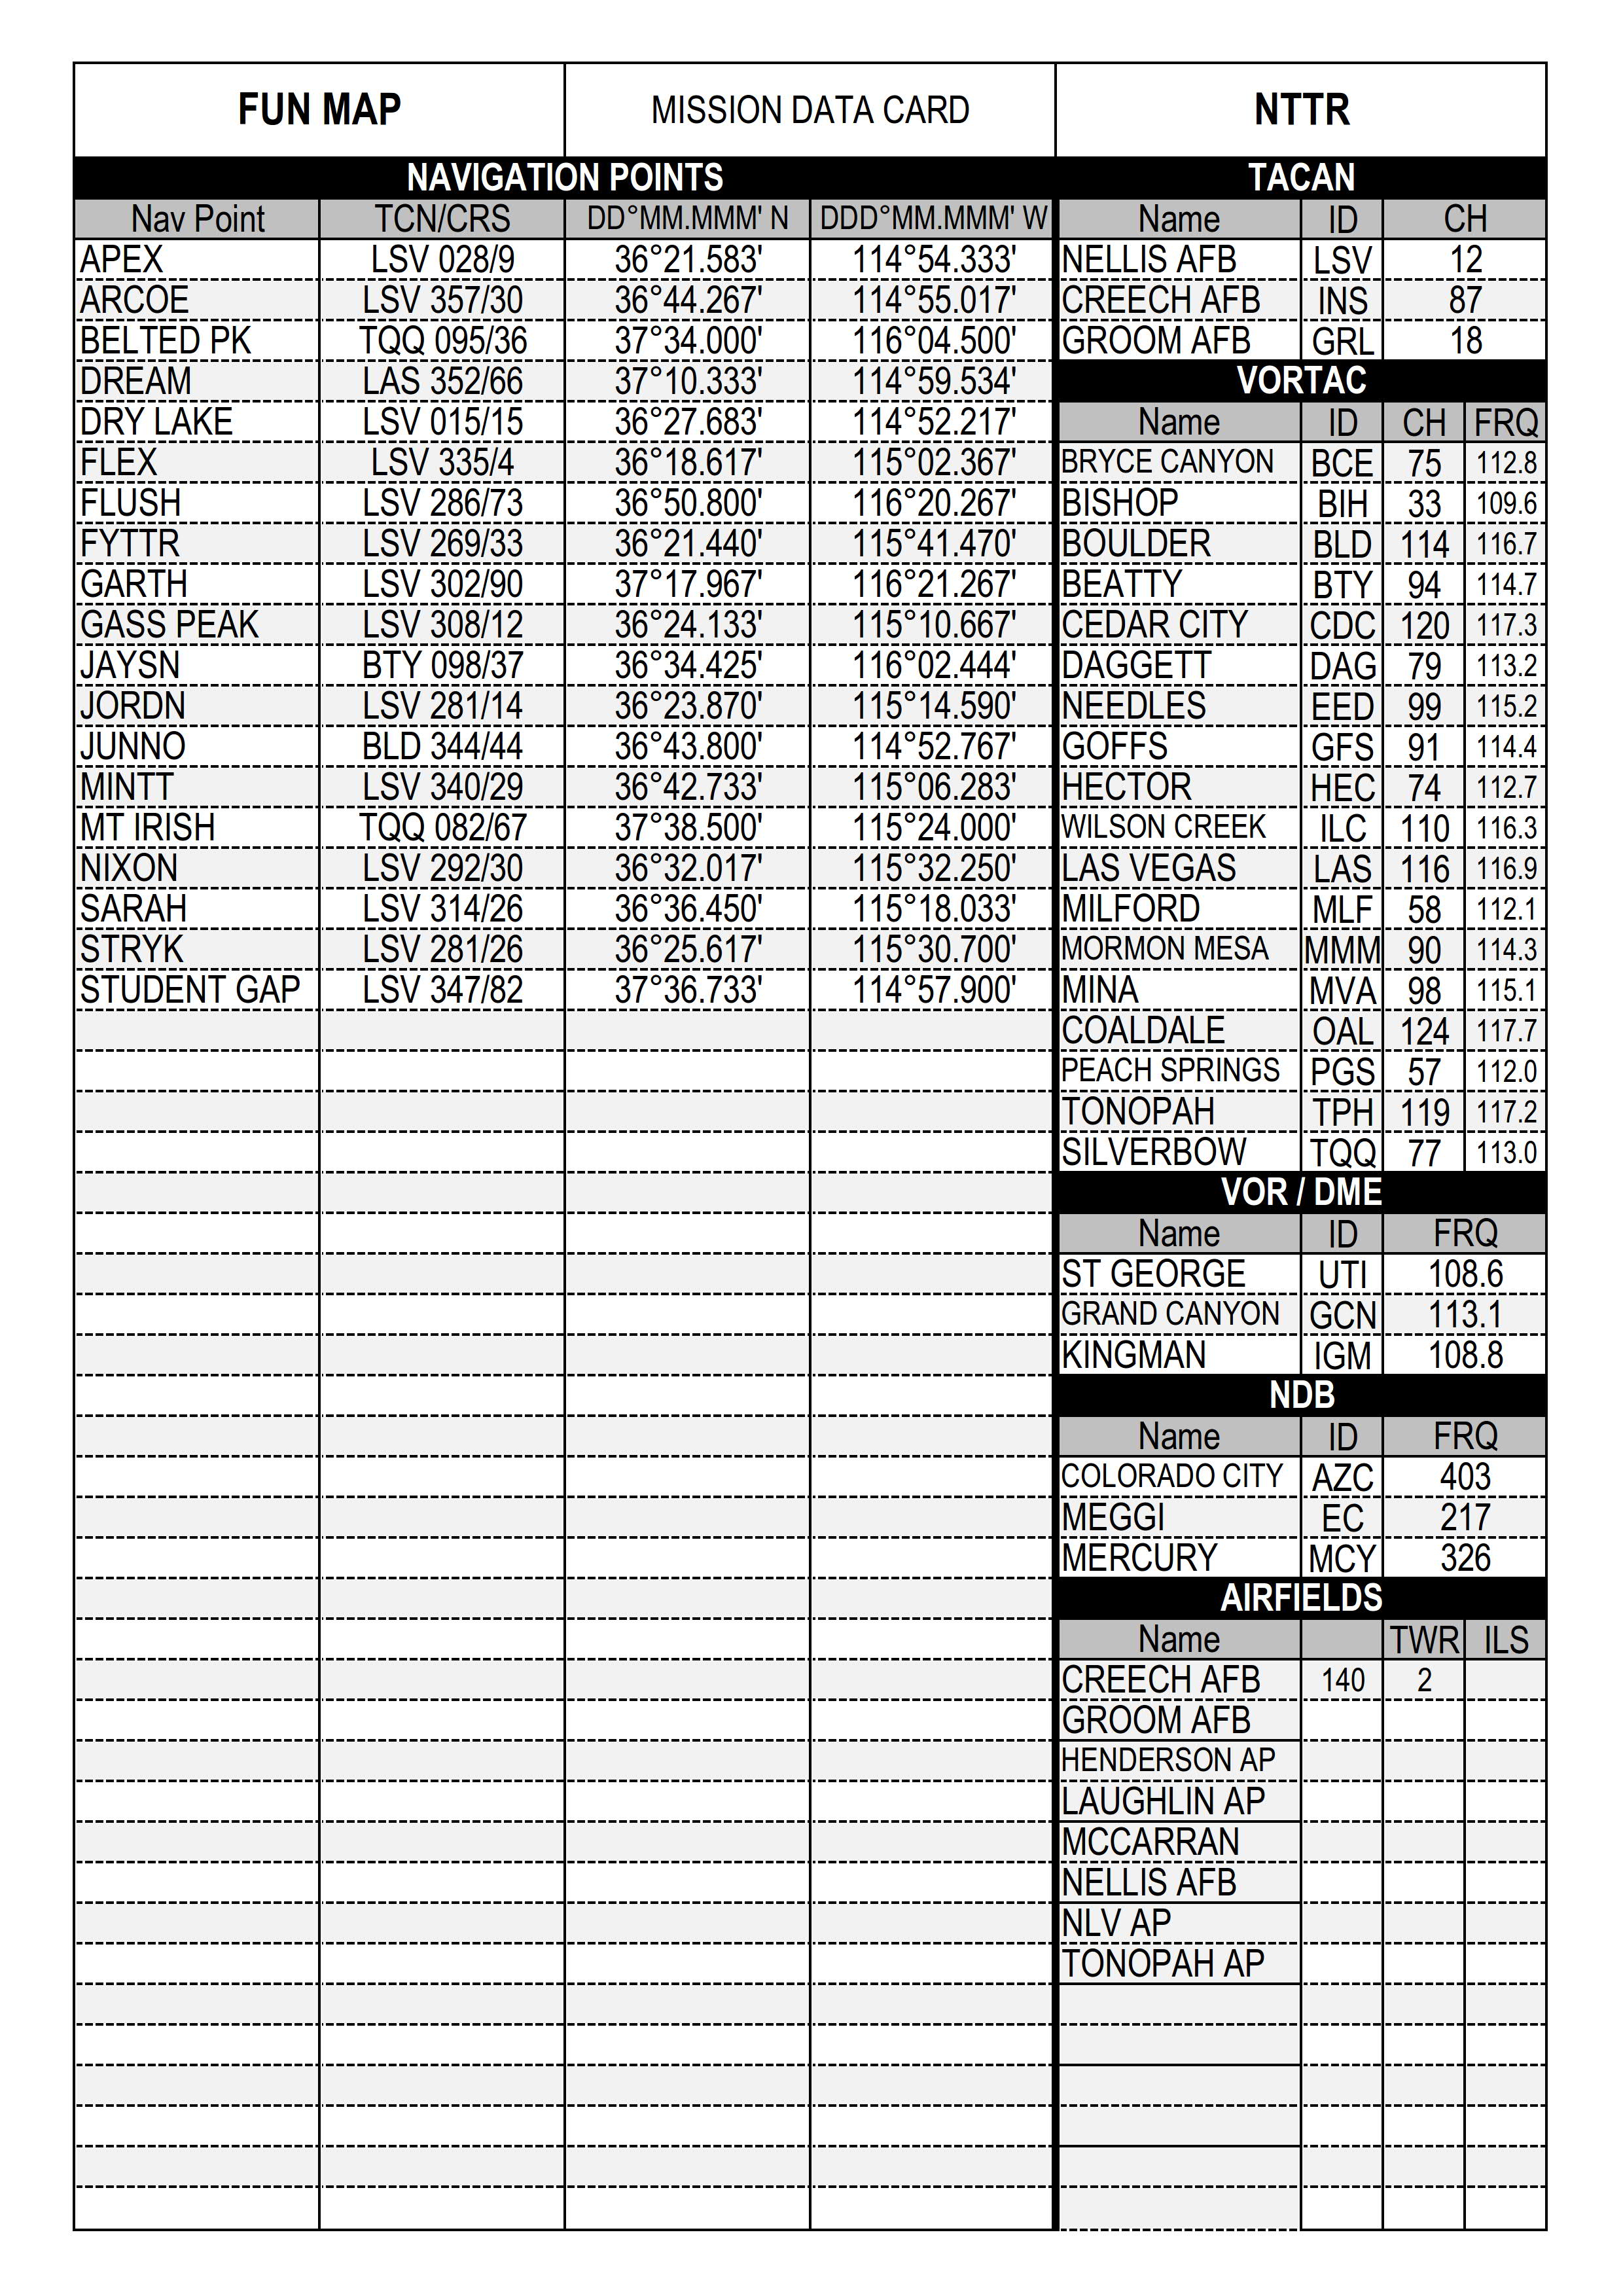 FUN MAP MISSION DATA CARD NTTR
NAVIGATION POINTS
Nav Point TCN/CRS DD°MM.MMM' N DDD°MM.MMM' W
APEX LSV 028/9 36°21.583' 114°54.333'
ARCOE LSV 357/30 36°44.267' 114°55.017'
BELTED PK TQQ 095/36 37°34.000' 116°04.500'
DREAM LAS 352/66 37°10.333' 114°59.534'
DRY LAKE LSV 015/15 36°27.683' 114°52.217'
FLEX LSV 335/4 36°18.617' 115°02.367'
FLUSH LSV 286/73 36°50.800' 116°20.267'
FYTTR LSV 269/33 36°21.440' 115°41.470'
GARTH LSV 302/90 37°17.967' 116°21.267'
GASS PEAK LSV 308/12 36°24.133' 115°10.667'
JAYSN BTY 098/37 36°34.425' 116°02.444'
JORDN LSV 281/14 36°23.870' 115°14.590'
JUNNO BLD 344/44 36°43.800' 114°52.767'
MINTT LSV 340/29 36°42.733' 115°06.283'
MT IRISH TQQ 082/67 37°38.500' 115°24.000'
NIXON LSV 292/30 36°32.017' 115°32.250'
SARAH LSV 314/26 36°36.450' 115°18.033'
STRYK LSV 281/26 36°25.617' 115°30.700'
STUDENT GAP LSV 347/82 37°36.733' 114°57.900'
TACAN
Name ID CH
NELLIS AFB LSV 12
CREECH AFB INS 87
GROOM AFB GRL 18
VORTAC
Name ID CH FRQ
BRYCE CANYON BCE 75 112.8
BISHOP BIH 33 109.6
BOULDER BLD 114 116.7
BEATTY BTY 94 114.7
CEDAR CITY CDC 120 117.3
DAGGETT DAG 79 113.2
NEEDLES EED 99 115.2
GOFFS GFS 91 114.4
HECTOR HEC 74 112.7
WILSON CREEK ILC 110 116.3
LAS VEGAS LAS 116 116.9
MILFORD MLF 58 112.1
MORMON MESA MMM 90 114.3
MINA MVA 98 115.1
COALDALE OAL 124 117.7
PEACH SPRINGS PGS 57 112.0
TONOPAH TPH 119 117.2
SILVERBOW TQQ 77 113.0
VOR / DME
Name ID FRQ
ST GEORGE UTI 108.6
GRAND CANYON GCN 113.1
KINGMAN IGM 108.8
NDB
Name ID FRQ
COLORADO CITY AZC 403
MEGGI EC 217
MERCURY MCY 326
AIRFIELDS
Name TWR ILS
CREECH AFB 140 2
GROOM AFB
HENDERSON AP
LAUGHLIN AP
MCCARRAN
NELLIS AFB
NLV AP
TONOPAH AP